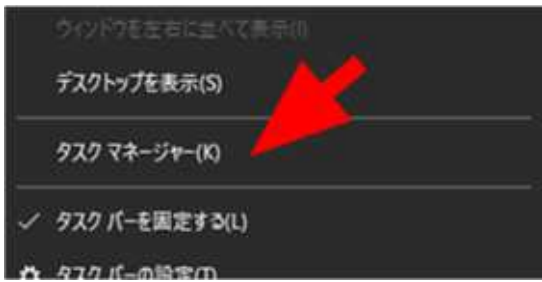 ウィンドウを左右に並べて表示(I)
デスクトップを表示(S)
タスク マネージャー(K)
タスク バーを固定する(L)
タスク バーの設定(T)